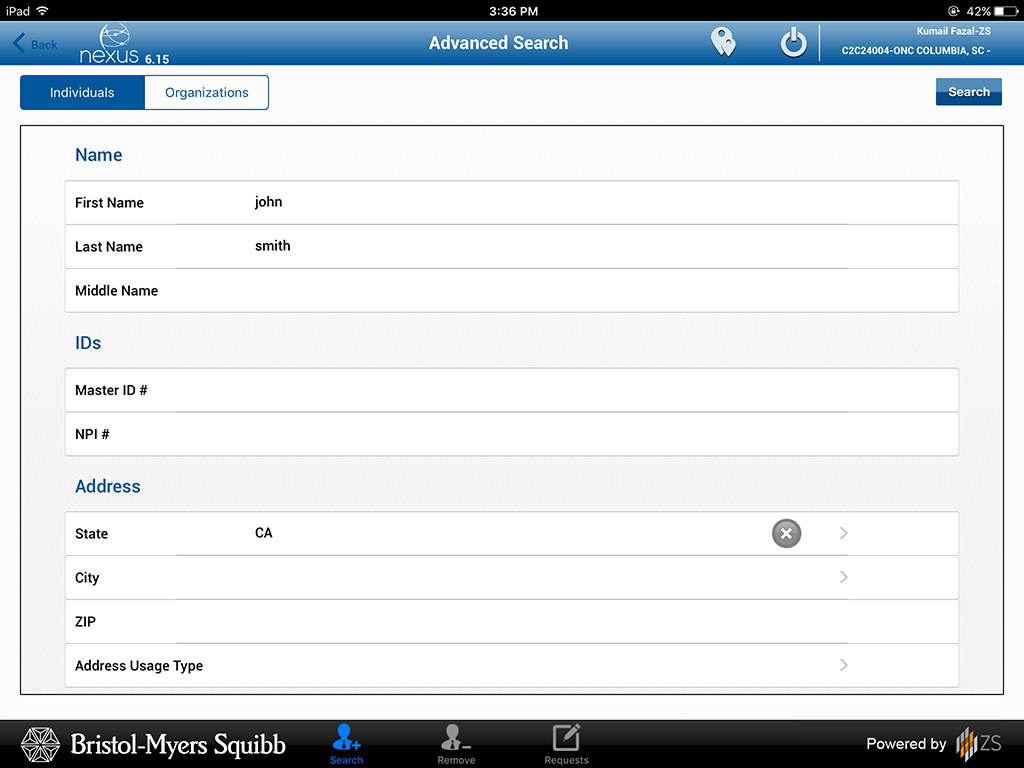 iPad 3:36 PM 42%
Back nexus 6.15 Advanced Search Kumail Fazal-ZS
C2C24004-ONC COLUMBIA, SC -
Individuals Organizations Search
Name
First Name john
Last Name smith
Middle Name
IDs
Master ID #
NPI #
Address
State CA
City
ZIP
Address Usage Type
Bristol-Myers Squibb Search Remove Requests Powered by ZS